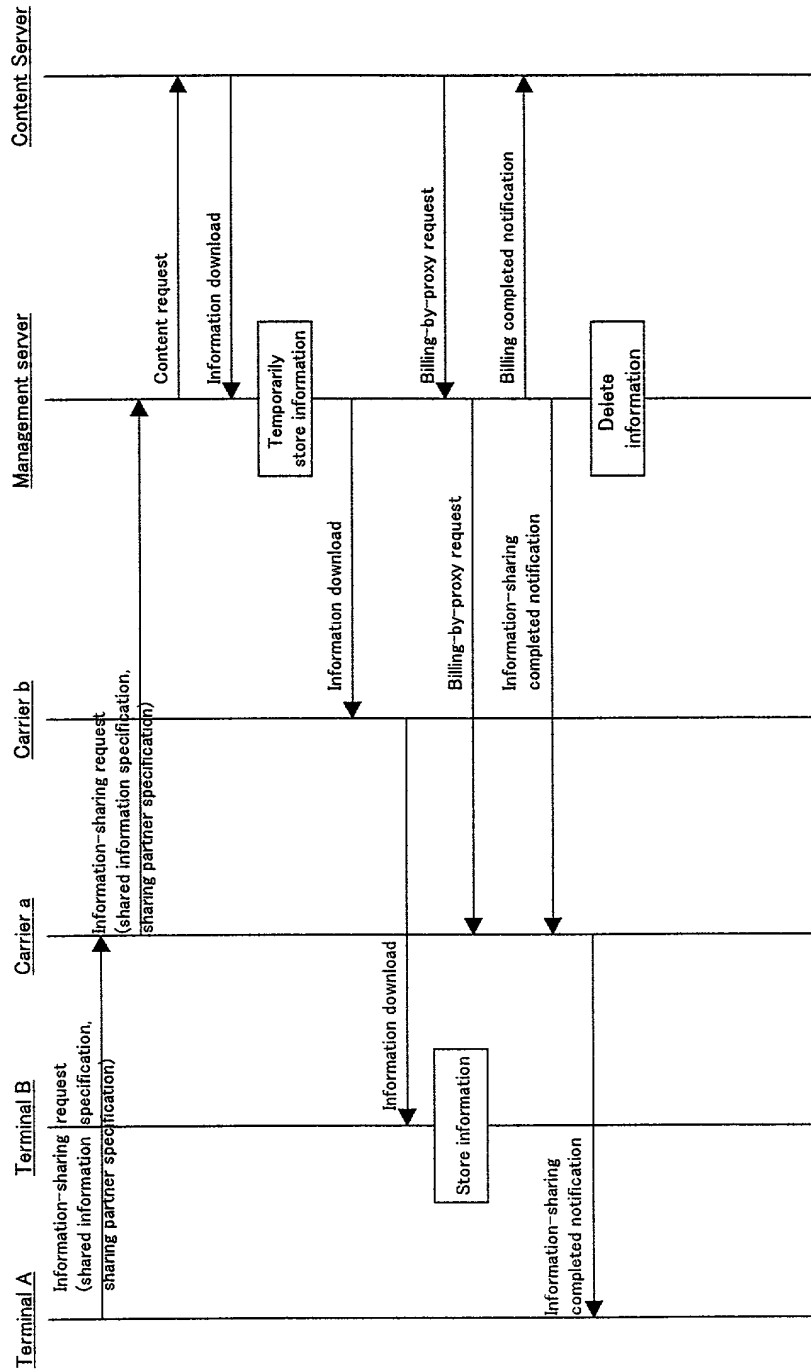 Terminal A
Terminal B
Carrier a
Carrier b
Management server
Content Server
Information-sharing request
(shared information specification,
sharing partner specification)
Information-sharing request
(shared information specification,
sharing partner specification)
Content request
Information download
Temporarily
store information
Information download
Information download
Store information
Billing-by-proxy request
Billing-by-proxy request
Billing completed notification
Information-sharing
completed notification
Information-sharing
completed notification
Delete
information